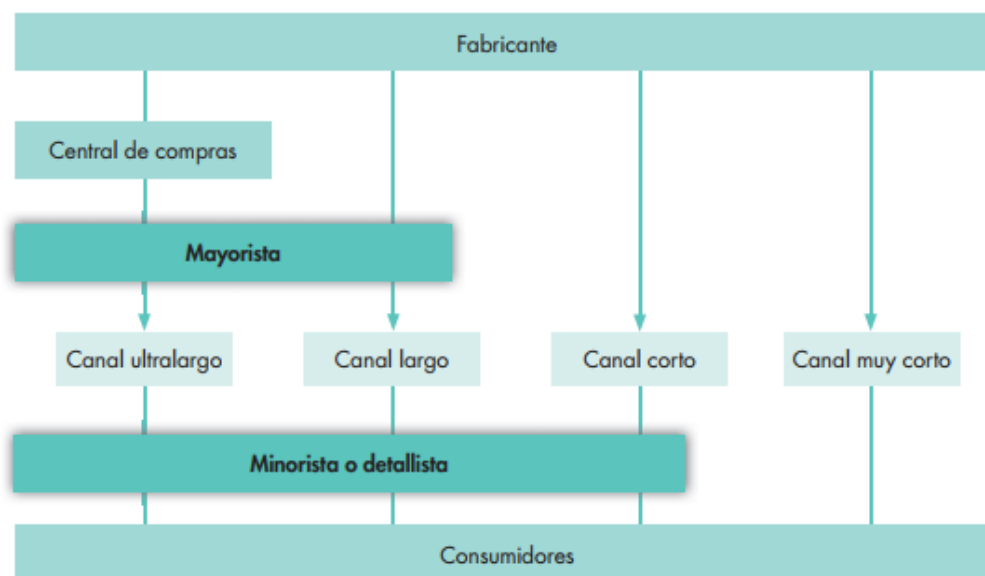 Fabricante
Central de compras
Mayorista
Canal ultralargo
Canal largo
Canal corto
Canal muy corto
Minorista o detallista
Consumidores